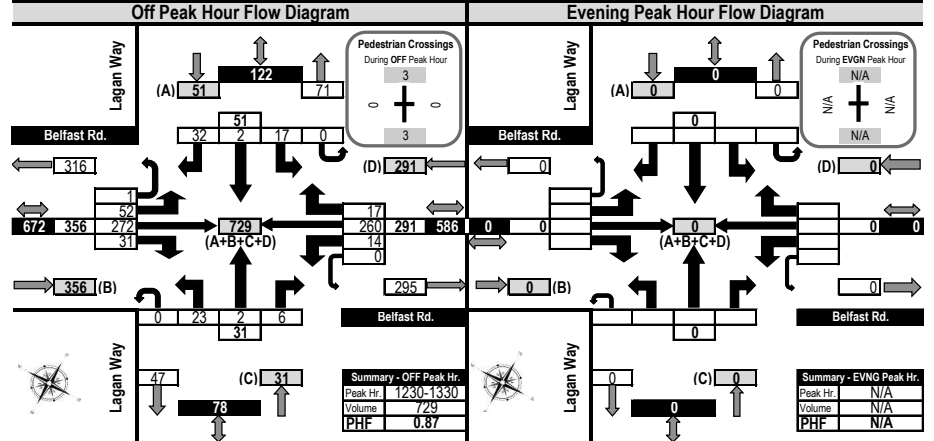 Off Peak Hour Flow Diagram
Lagan Way
122
(A) 51
71
Pedestrian Crossings
During OFF Peak Hour
3
0 0
3
51
32 2 17 0
Belfast Rd.
316
(D) 291
1
52
272
31
672 356
729
(A+B+C+D)
17
260
14
0
291 586
356 (B)
295
0 23 2 6
31
Belfast Rd.
Lagan Way
47
(C) 31
78
Summary - OFF Peak Hr.
Peak Hr. 1230-1330
Volume 729
PHF 0.87
Evening Peak Hour Flow Diagram
Lagan Way
0
(A) 0
0
Pedestrian Crossings
During EVGN Peak Hour
N/A
N/A N/A
N/A
0
Belfast Rd.
0
(D) 0
0 0
0
(A+B+C+D)
0 0
0 (B)
0
0
Belfast Rd.
Lagan Way
0
(C) 0
0
Summary - EVNG Peak Hr.
Peak Hr. N/A
Volume N/A
PHF N/A